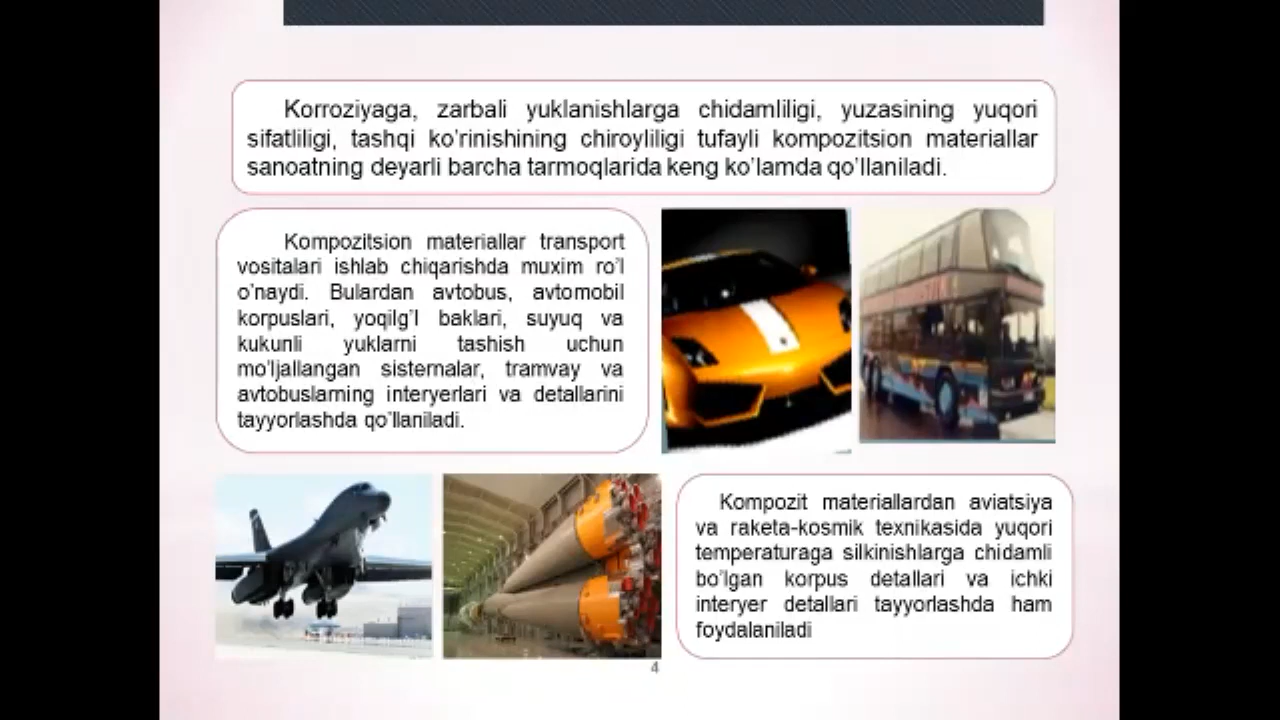 Korroziyaga, zarbali yuklanishlarga chidamliligi, yuzasining yuqori
sifatliligi, tashqi ko’rinishining chiroyliligi tufayli kompozitsion materiallar
sanoatning deyarli barcha tarmoqlarida keng ko’lamda qo’llaniladi.
Kompozitsion materiallar transport
vositalari ishlab chiqarishda muxim ro’l
o’naydi. Bulardan avtobus, avtomobil
korpuslari, yoqilg’I baklari, suyuq va
kukunli yuklarni tashish uchun
mo’ljallangan sisternalar, tramvay va
avtobuslarning interyerlari va detallarini
tayyorlashda qo’llaniladi.
Kompozit materiallardan aviatsiya
va raketa-kosmik texnikasida yuqori
temperaturaga silkinishlarga chidamli
bo’lgan korpus detallari va ichki
interyer detallari tayyorlashda ham
foydalaniladi
4